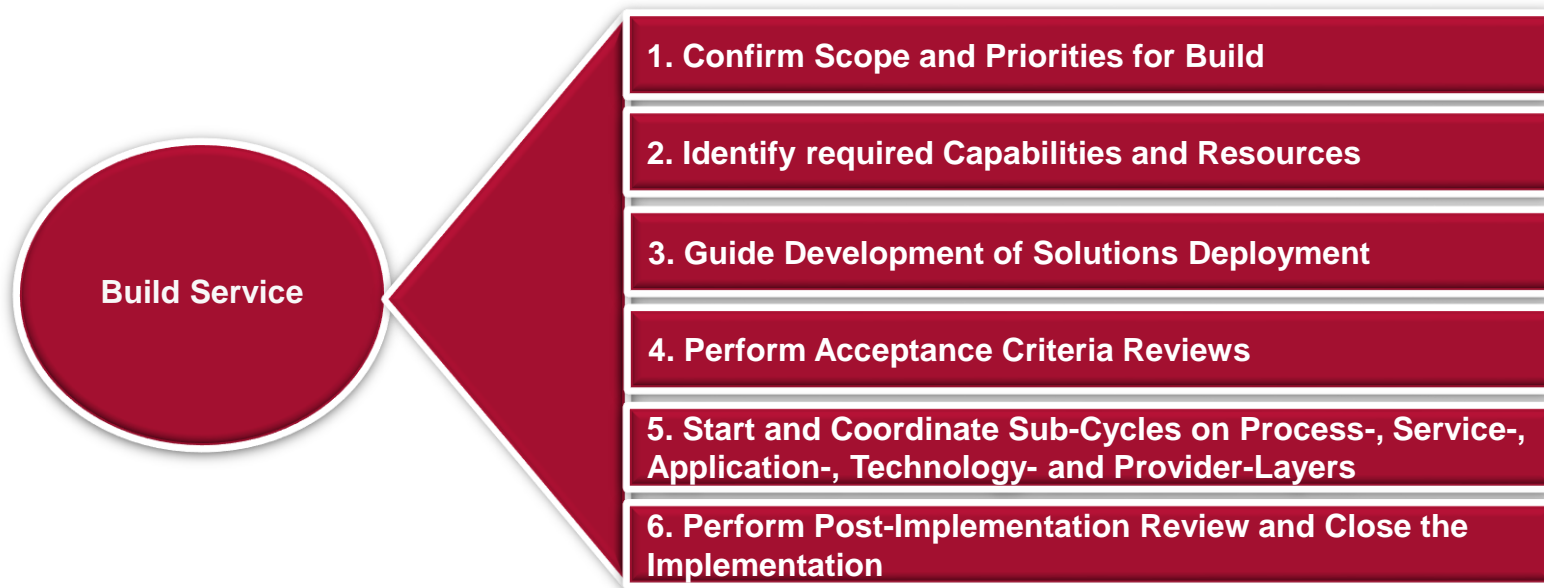 1. Confirm Scope and Priorities for Build
2. Identify required Capabilities and Resources
Build Service
3. Guide Development of Solutions Deployment
4. Perform Acceptance Criteria Reviews
5. Start and Coordinate Sub-Cycles on Process-, Service-,
Application-, Technology- and Provider-Layers
6. Perform Post-Implementation Review and Close the
Implementation